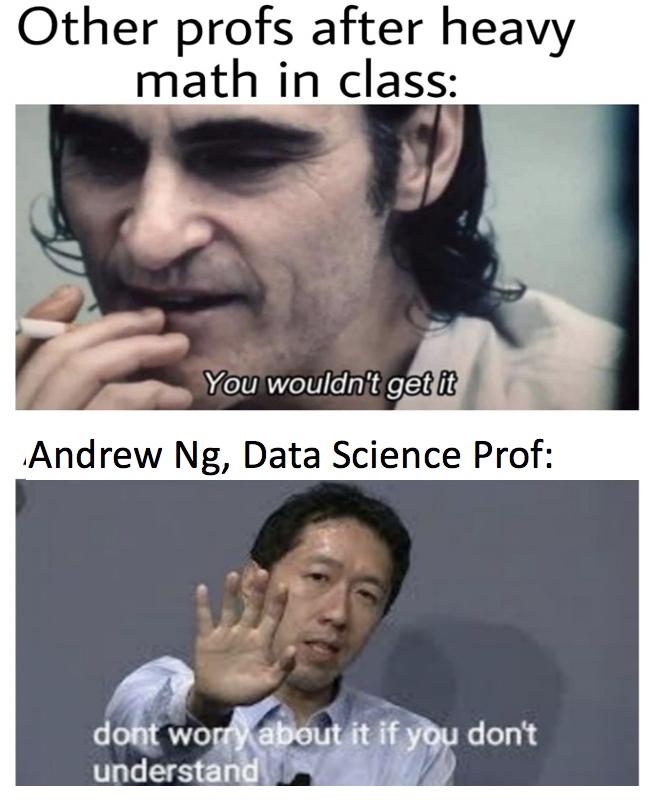 Other profs after heavy
math in class:
You wouldn't get it
Andrew Ng, Data Science Prof:
dont worry about it if you don't
understand